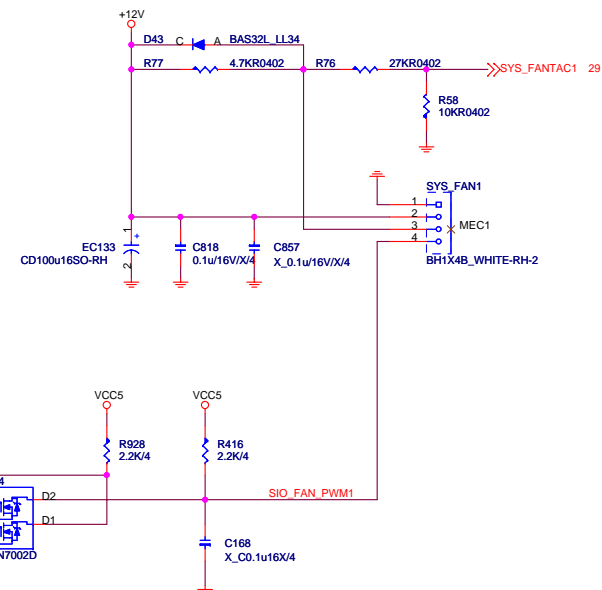 +12V
D43 C A BAS32L_LL34
R77 4.7KR0402 R76 27KR0402
SYS_FANTAC1 29
R58
10KR0402
SYS_FAN1
1
2
3
4
MEC1
BH1X4B_WHITE-RH-2
1
+
EC133
CD100u16SO-RH
2
C818
0.1u/16V/X/4
C857
X_0.1u/16V/X/4
VCC5 VCC5
R928
2.2K/4
R416
2.2K/4
4
D2
SIO_FAN_PWM1
D1
N7002D
C168
X_C0.1u16X/4